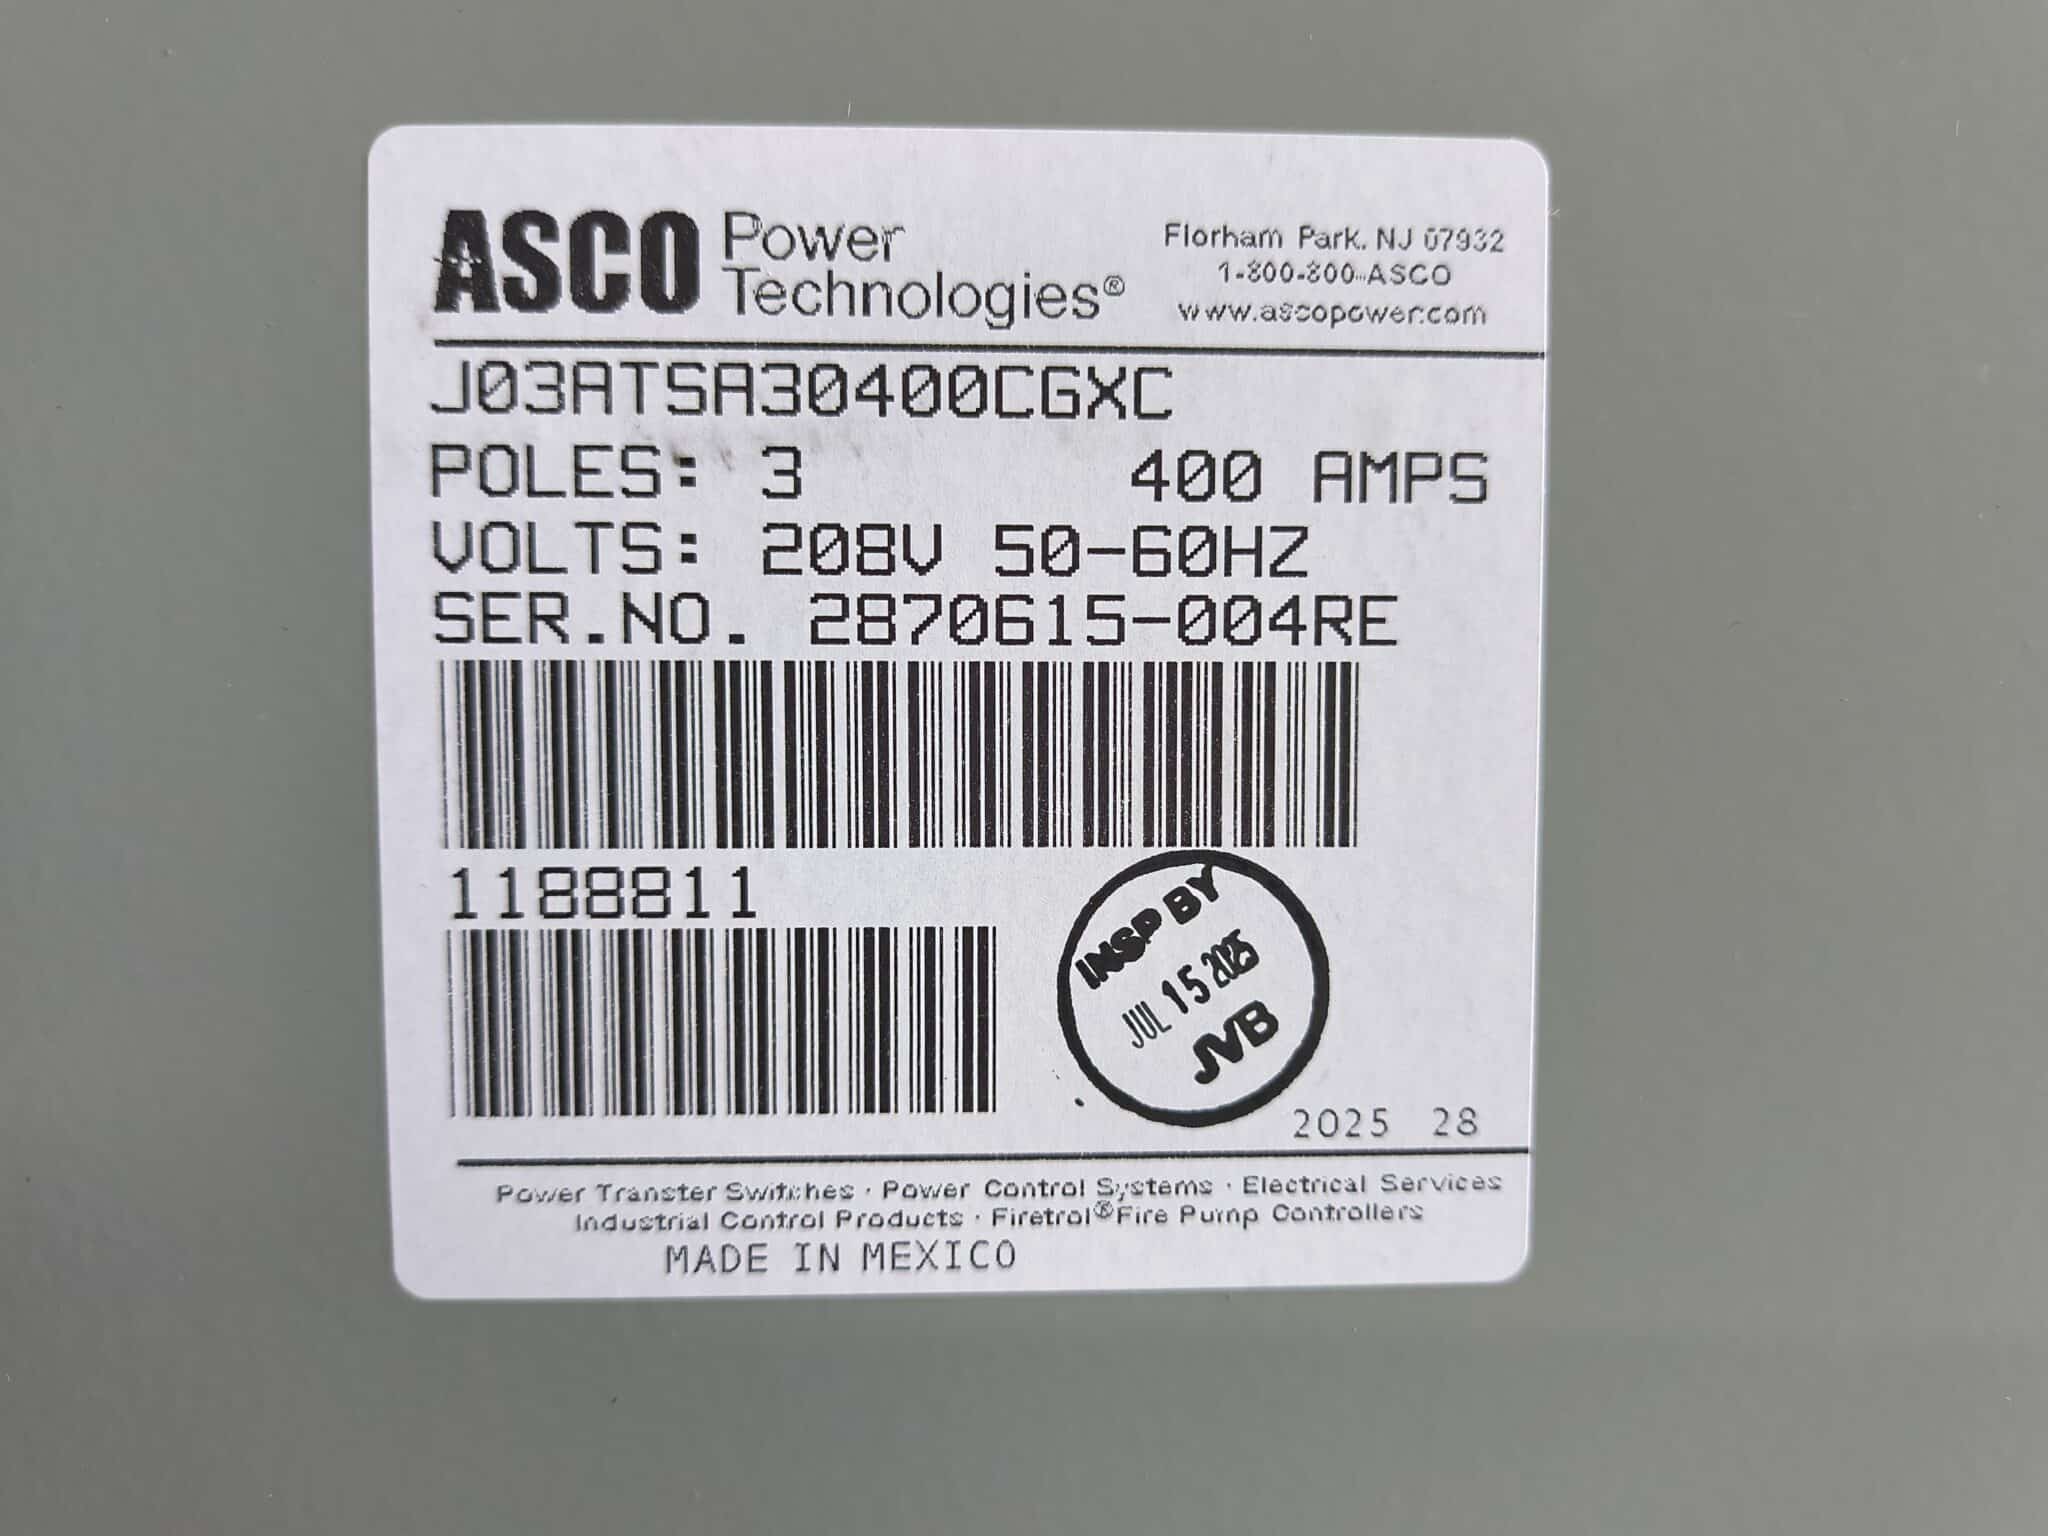 ASCO Power Technologies®
Florham Park, NJ 07932
1-800-800-ASCO
www.ascopower.com
J03ATSA30400CGXC
POLES: 3 400 AMPS
VOLTS: 208V 50-60HZ
SER.NO. 2870615-004RE
1188811
INSP BY
JUL 15 2025
JVB
2025 28
Power Transfer Switches · Power Control Systems · Electrical Services
Industrial Control Products · Firetrol® Fire Pump Controllers
MADE IN MEXICO